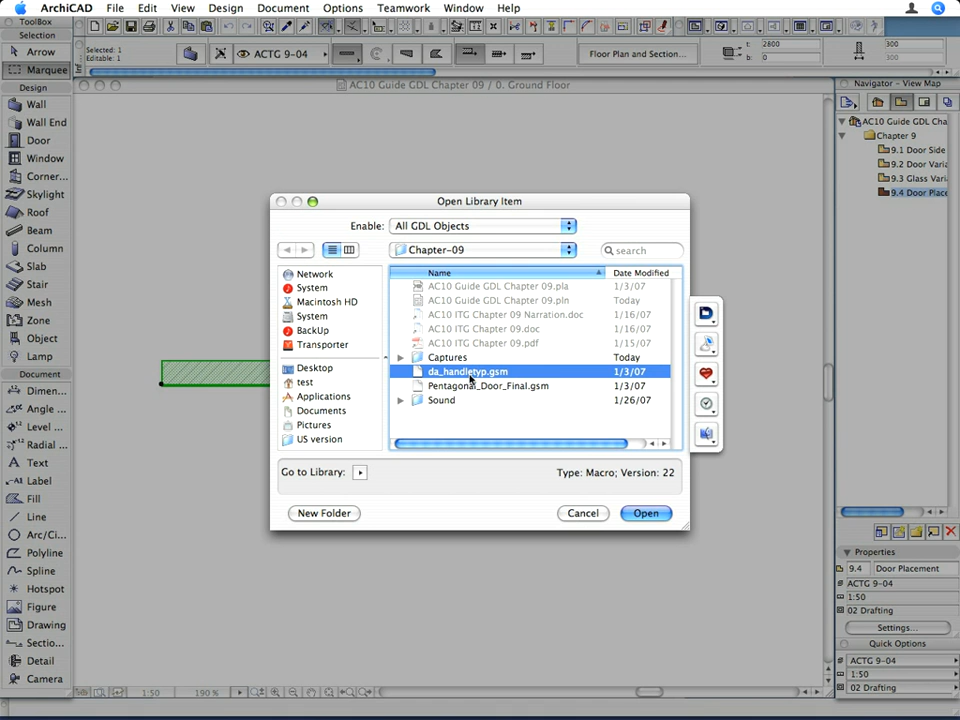 ArchiCAD File Edit View Design Document Options Teamwork Window Help
ToolBox
Selection
Arrow
Marquee
Design
Wall
Wall End
Door
Window
Corner...
Skylight
Roof
Beam
Column
Slab
Stair
Mesh
Zone
Object
Lamp
Document
Dimen...
Angle ...
Level ...
Radial ...
Text
Label
Fill
Line
Arc/Ci...
Polyline
Spline
Hotspot
Figure
Drawing
Sectio...
Detail
Camera
Selected: 1
Editable: 1
ACTG 9-04
Floor Plan and Section...
t: 2800
b: 0
300
300
AC10 Guide GDL Chapter 09 / 0. Ground Floor
Open Library Item
Enable: All GDL Objects
Chapter-09
search
Network
System
Macintosh HD
System
BackUp
Transporter
Desktop
test
Applications
Documents
Pictures
US version
Name Date Modified
AC10 Guide GDL Chapter 09.pla 1/3/07
AC10 Guide GDL Chapter 09.pln Today
AC10 ITG Chapter 09 Narration.doc 1/16/07
AC10 ITG Chapter 09.doc 1/16/07
AC10 ITG Chapter 09.pdf 1/15/07
Captures Today
da_handletyp.gsm 1/3/07
Pentagonal_Door_Final.gsm 1/3/07
Sound 1/26/07
Go to Library: Type: Macro; Version: 22
New Folder Cancel Open
1:50 190 %
Navigator - View Map
AC10 Guide GDL Cha
Chapter 9
9.1 Door Side
9.2 Door Varia
9.3 Glass Varia
9.4 Door Place
Properties
9.4 Door Placement
ACTG 9-04
1:50
02 Drafting
Settings...
Quick Options
ACTG 9-04
1:50
02 Drafting